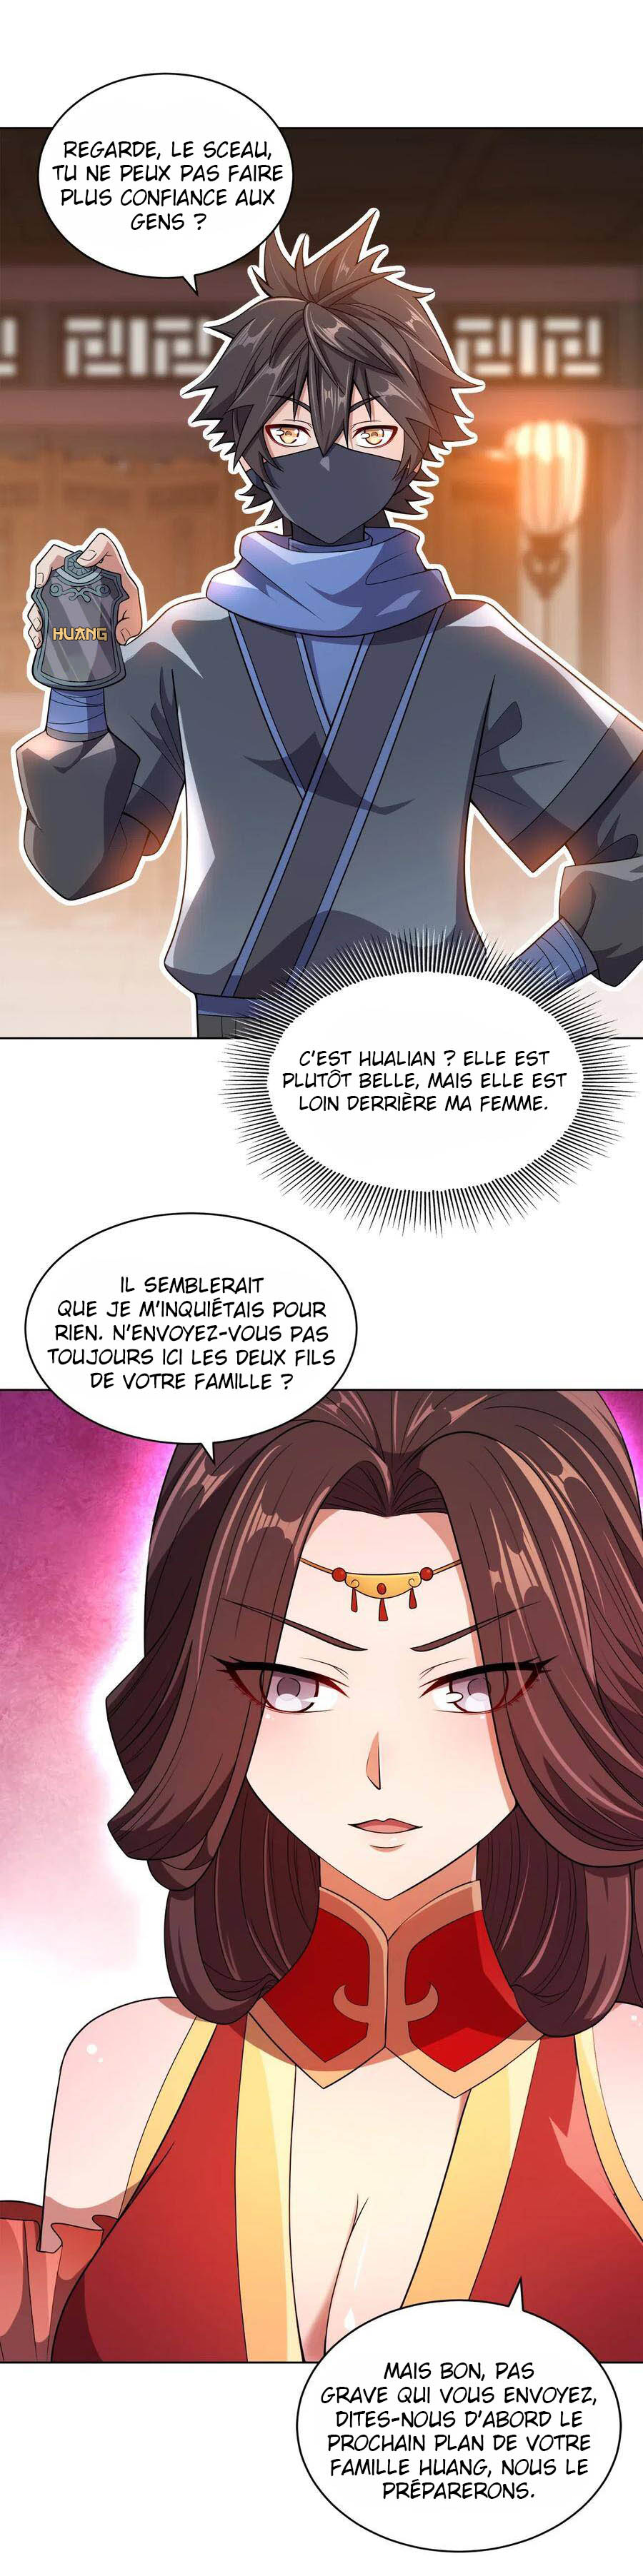 REGARDE, LE SCEAU,
TU NE PEUX PAS FAIRE
PLUS CONFIANCE AUX
GENS ?
HUANG
C'EST HUALIAN ? ELLE EST
PLUTÔT BELLE, MAIS ELLE EST
LOIN DERRIÈRE MA FEMME.
IL SEMBLERAIT
QUE JE M'INQUIÉTAIS POUR
RIEN. N'ENVOYEZ-VOUS PAS
TOUJOURS ICI LES DEUX FILS
DE VOTRE FAMILLE ?
MAIS BON, PAS
GRAVE QUI VOUS ENVOYEZ,
DITES-NOUS D'ABORD LE
PROCHAIN PLAN DE VOTRE
FAMILLE HUANG, NOUS LE
PRÉPARERONS.